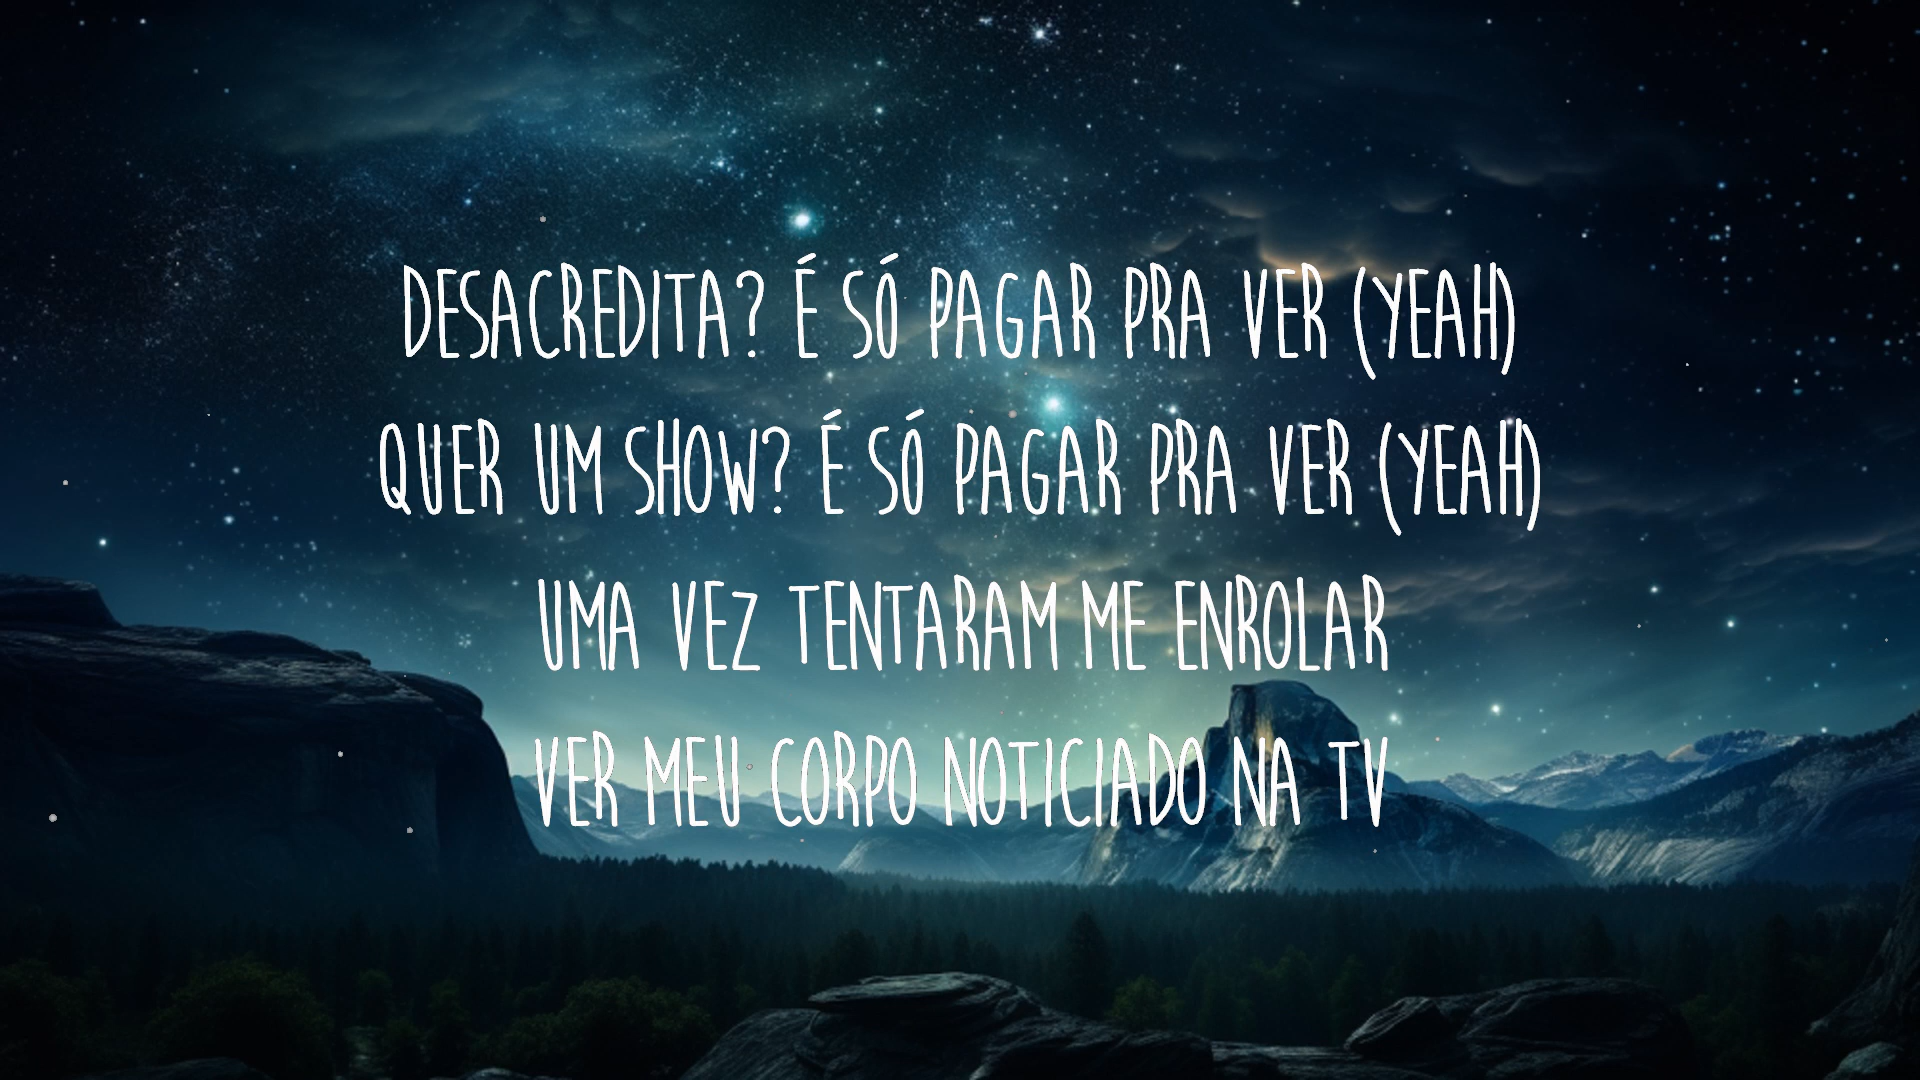 DESACREDITA? É SÓ PAGAR PRA VER (YEAH)
QUER UM SHOW? É SÓ PAGAR PRA VER (YEAH)
UMA VEZ TENTARAM ME ENROLAR
VER MEU CORPO NOTICIADO NA TV